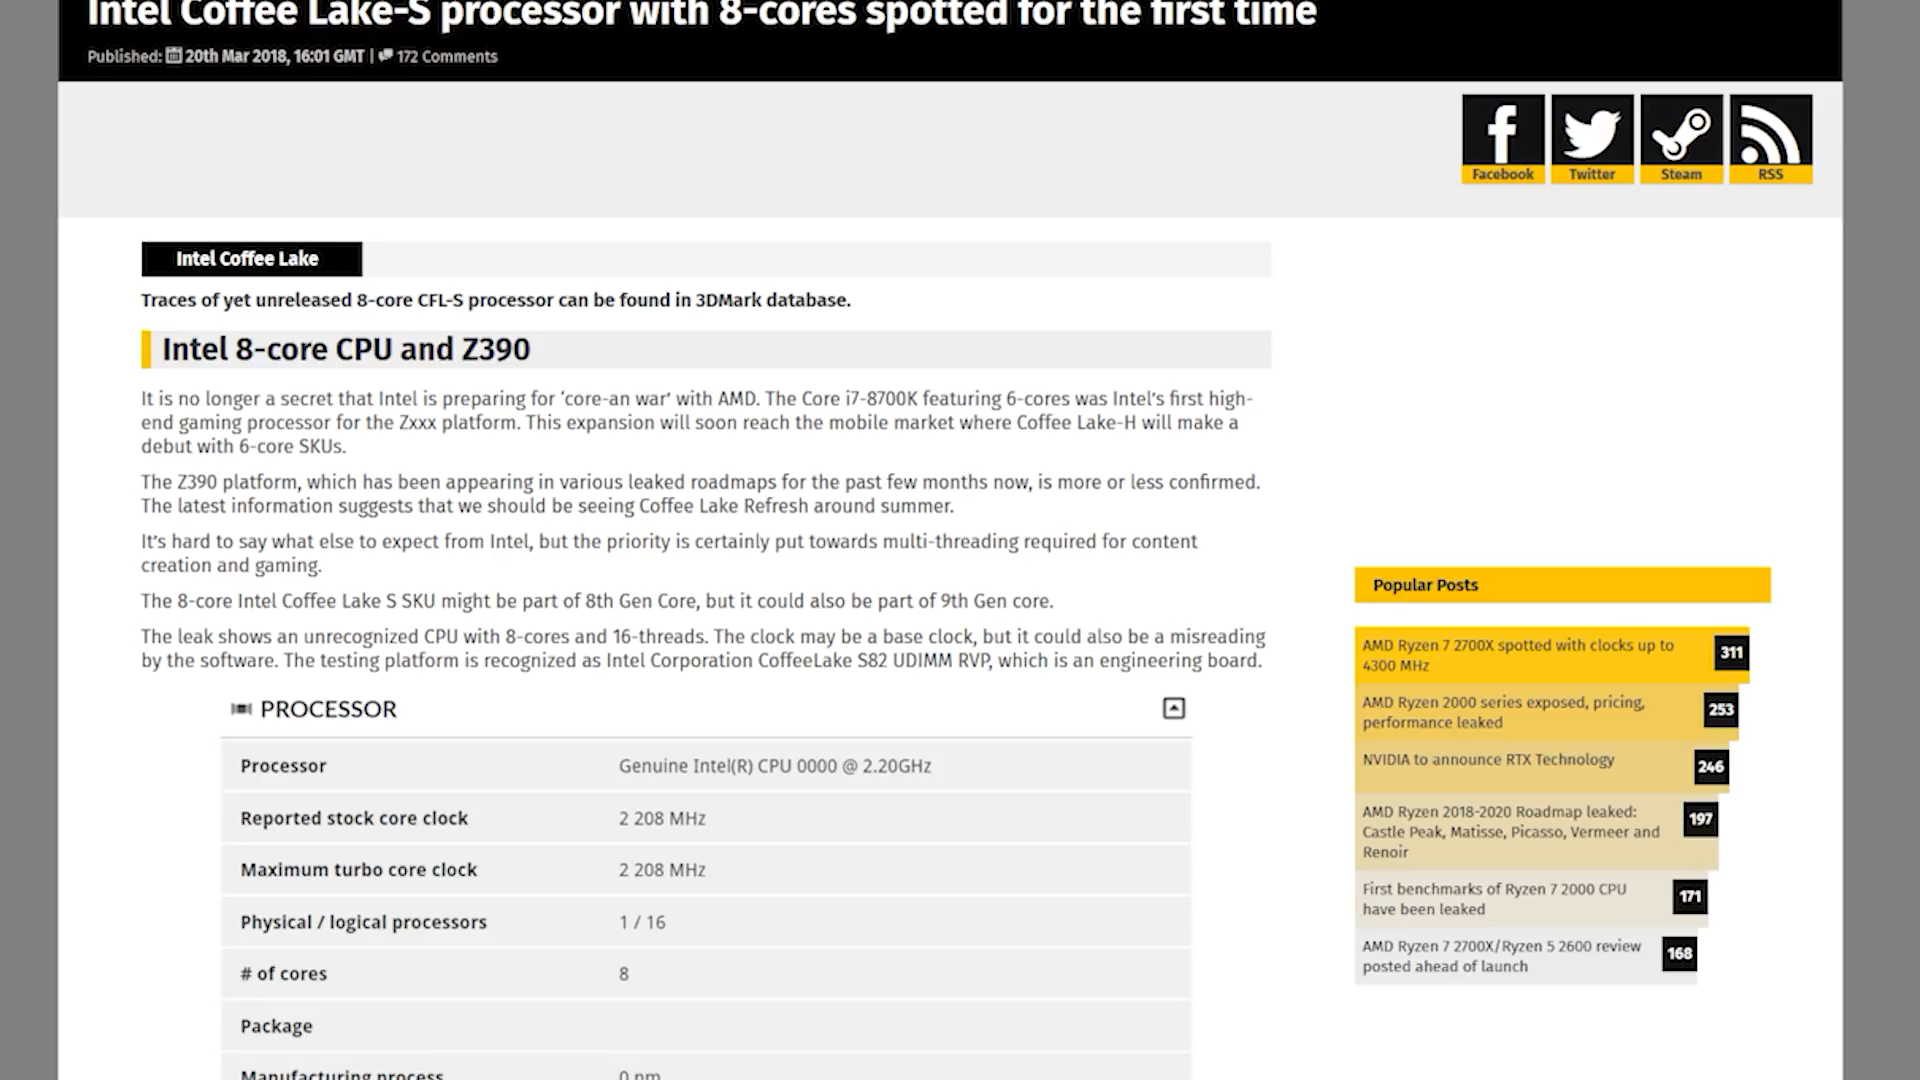 Intel Coffee Lake-S processor with 8-cores spotted for the first time
Published: 20th Mar 2018, 16:01 GMT | 172 Comments
Facebook
Twitter
Steam
RSS
Intel Coffee Lake
Traces of yet unreleased 8-core CFL-S processor can be found in 3DMark database.
Intel 8-core CPU and Z390
It is no longer a secret that Intel is preparing for ‘core-an war’ with AMD. The Core i7-8700K featuring 6-cores was Intel’s first high-
end gaming processor for the Zxxx platform. This expansion will soon reach the mobile market where Coffee Lake-H will make a
debut with 6-core SKUs.
The Z390 platform, which has been appearing in various leaked roadmaps for the past few months now, is more or less confirmed.
The latest information suggests that we should be seeing Coffee Lake Refresh around summer.
It’s hard to say what else to expect from Intel, but the priority is certainly put towards multi-threading required for content
creation and gaming.
The 8-core Intel Coffee Lake S SKU might be part of 8th Gen Core, but it could also be part of 9th Gen core.
The leak shows an unrecognized CPU with 8-cores and 16-threads. The clock may be a base clock, but it could also be a misreading
by the software. The testing platform is recognized as Intel Corporation CoffeeLake S82 UDIMM RVP, which is an engineering board.
PROCESSOR
Processor Genuine Intel(R) CPU 0000 @ 2.20GHz
Reported stock core clock 2 208 MHz
Maximum turbo core clock 2 208 MHz
Physical / logical processors 1 / 16
# of cores 8
Package
Manufacturing process 0 nm
Popular Posts
AMD Ryzen 7 2700X spotted with clocks up to
4300 MHz
311
AMD Ryzen 2000 series exposed, pricing,
performance leaked
253
NVIDIA to announce RTX Technology
246
AMD Ryzen 2018-2020 Roadmap leaked:
Castle Peak, Matisse, Picasso, Vermeer and
Renoir
197
First benchmarks of Ryzen 7 2000 CPU
have been leaked
171
AMD Ryzen 7 2700X/Ryzen 5 2600 review
posted ahead of launch
168